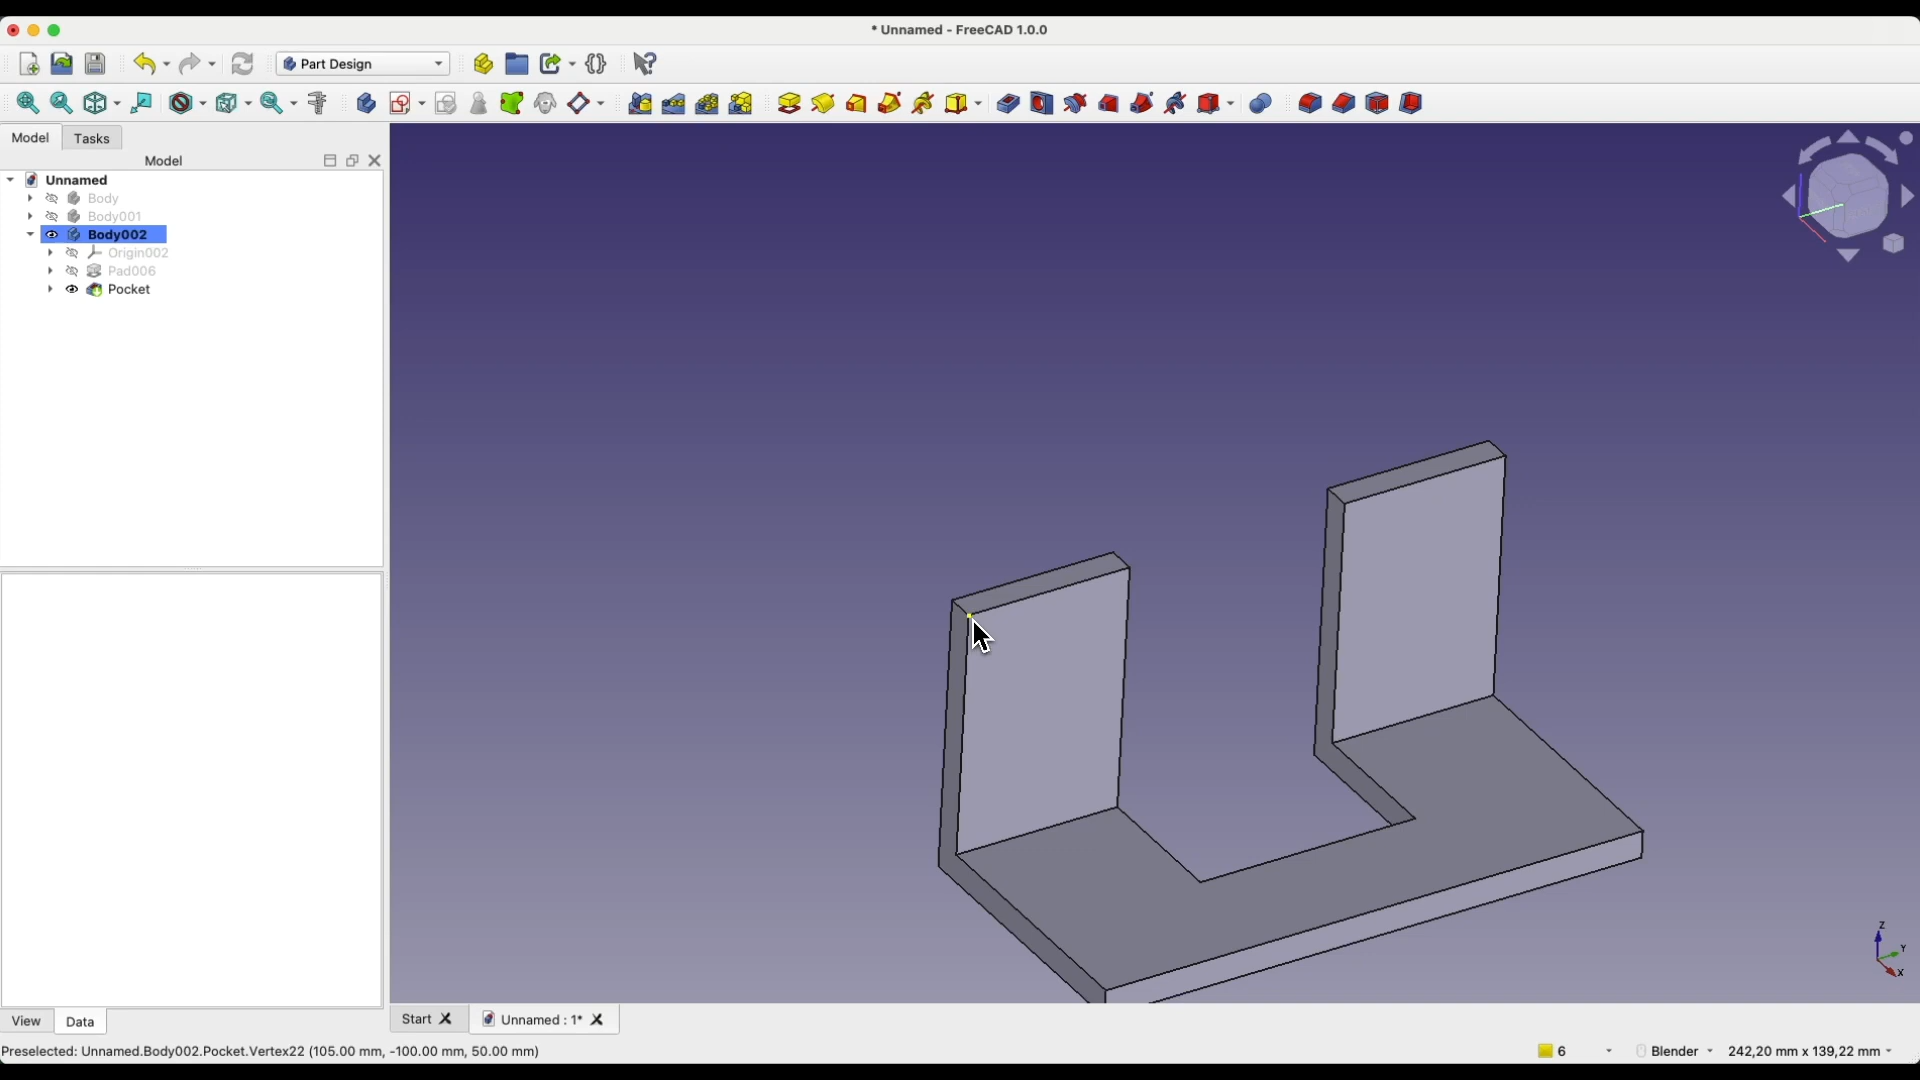 * Unnamed - FreeCAD 1.0.0
Part Design
Model Tasks
Model
Unnamed
Body
Body001
Body002
Origin002
Pad006
Pocket
Z
Y
X
View Data
Start Unnamed : 1*
Preselected: Unnamed.Body002.Pocket.Vertex22 (105.00 mm, -100.00 mm, 50.00 mm)
6 Blender 242,20 mm x 139,22 mm